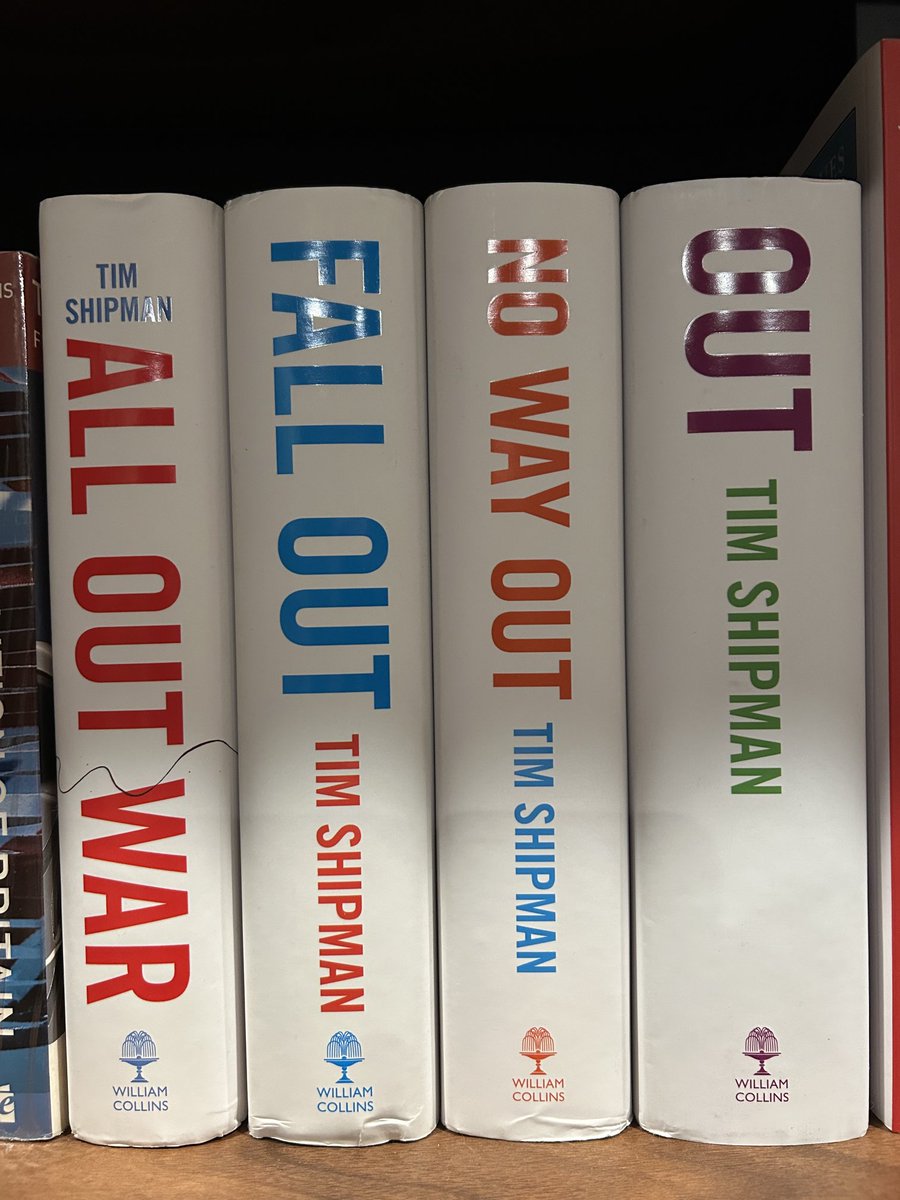 TIM
SHIPMAN
ALL OUT WAR
WILLIAM
COLLINS
FALL OUT
TIM SHIPMAN
WILLIAM
COLLINS
NO WAY OUT
TIM SHIPMAN
WILLIAM
COLLINS
OUT
TIM SHIPMAN
WILLIAM
COLLINS